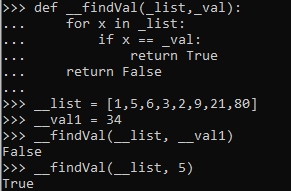 >>> def __findVal(_list,_val):
...     for x in _list:
...         if x == _val:
...             return True
...     return False
...
>>> __list = [1,5,6,3,2,9,21,80]
>>> __val1 = 34
>>> __findVal(__list, __val1)
False
>>> __findVal(__list, 5)
True